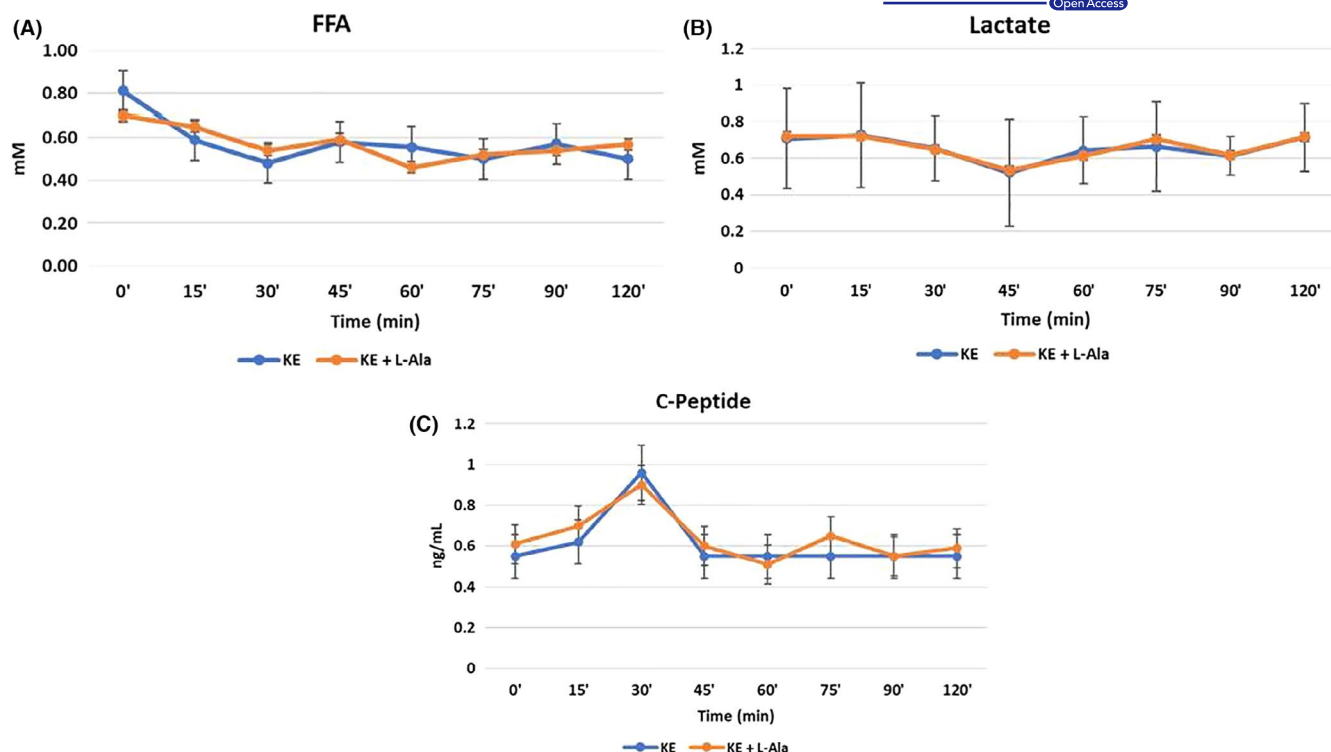 Open Access
(A)
FFA
1.00
0.80
0.60
0.40
0.20
0.00
mM
0' 15' 30' 45' 60' 75' 90' 120'
Time (min)
KE KE + L-Ala
(B)
Lactate
1.2
1
0.8
0.6
0.4
0.2
0
mM
0' 15' 30' 45' 60' 75' 90' 120'
Time (min)
KE KE + L-Ala
(C)
C-Peptide
1.2
1
0.8
0.6
0.4
0.2
0
ng/mL
0' 15' 30' 45' 60' 75' 90' 120'
Time (min)
KE KE + L-Ala